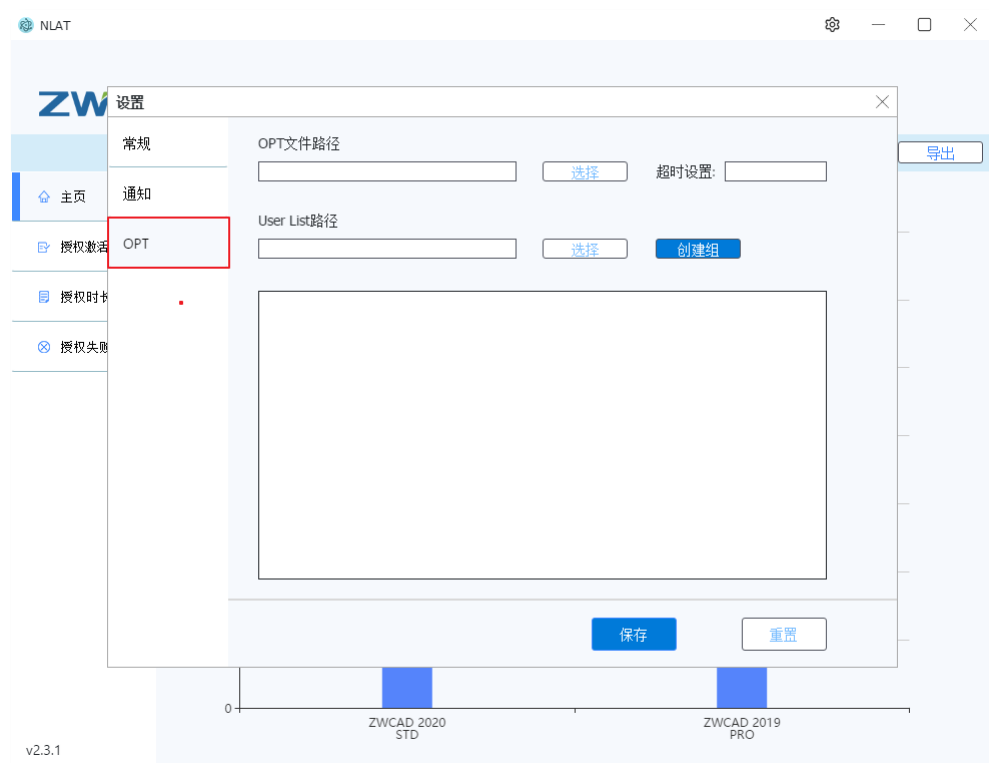 NLAT
ZW
设置
常规
OPT文件路径
选择
超时设置:
导出
通知
主页
User List路径
OPT
选择
创建组
授权激活
授权时长
授权失败
保存
重置
0
ZWCAD 2020
STD
ZWCAD 2019
PRO
v2.3.1